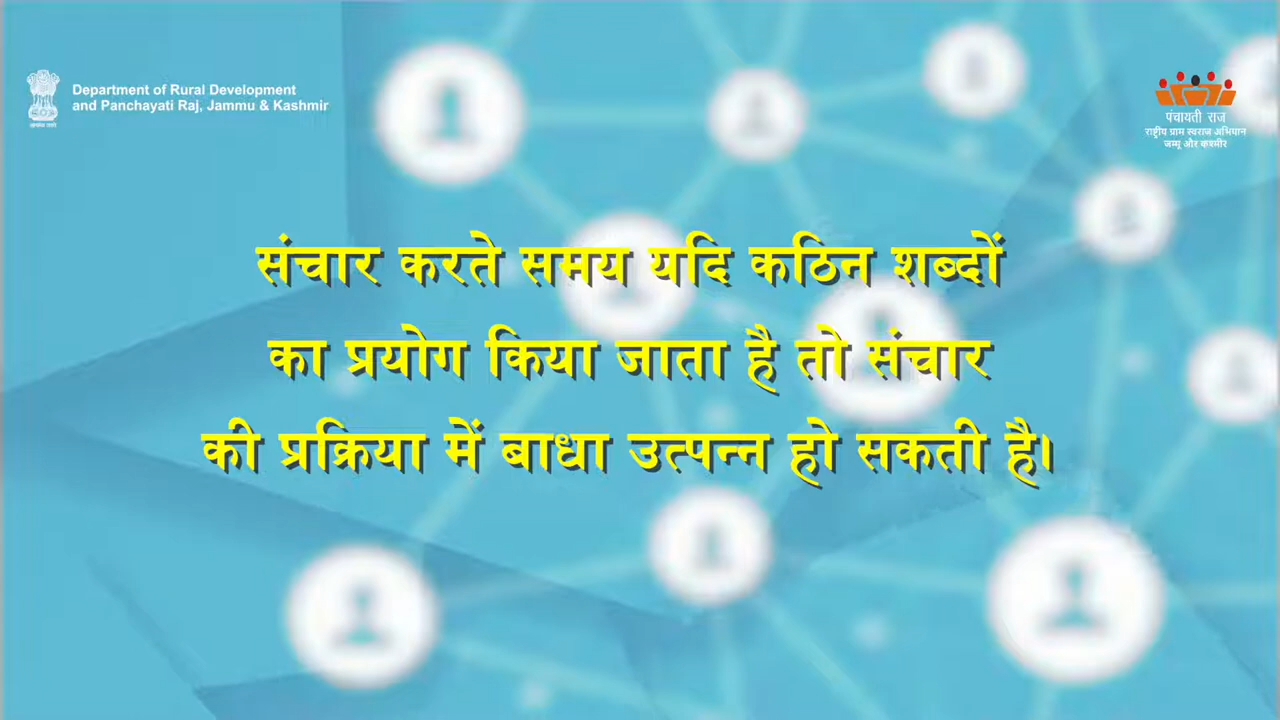 Department of Rural Development
and Panchayati Raj, Jammu & Kashmir
पंचायती राज
राष्ट्रीय ग्राम स्वराज अभियान
जम्मू और कश्मीर
संचार करते समय यदि कठिन शब्दों
का प्रयोग किया जाता है तो संचार
की प्रक्रिया में बाधा उत्पन्न हो सकती है।